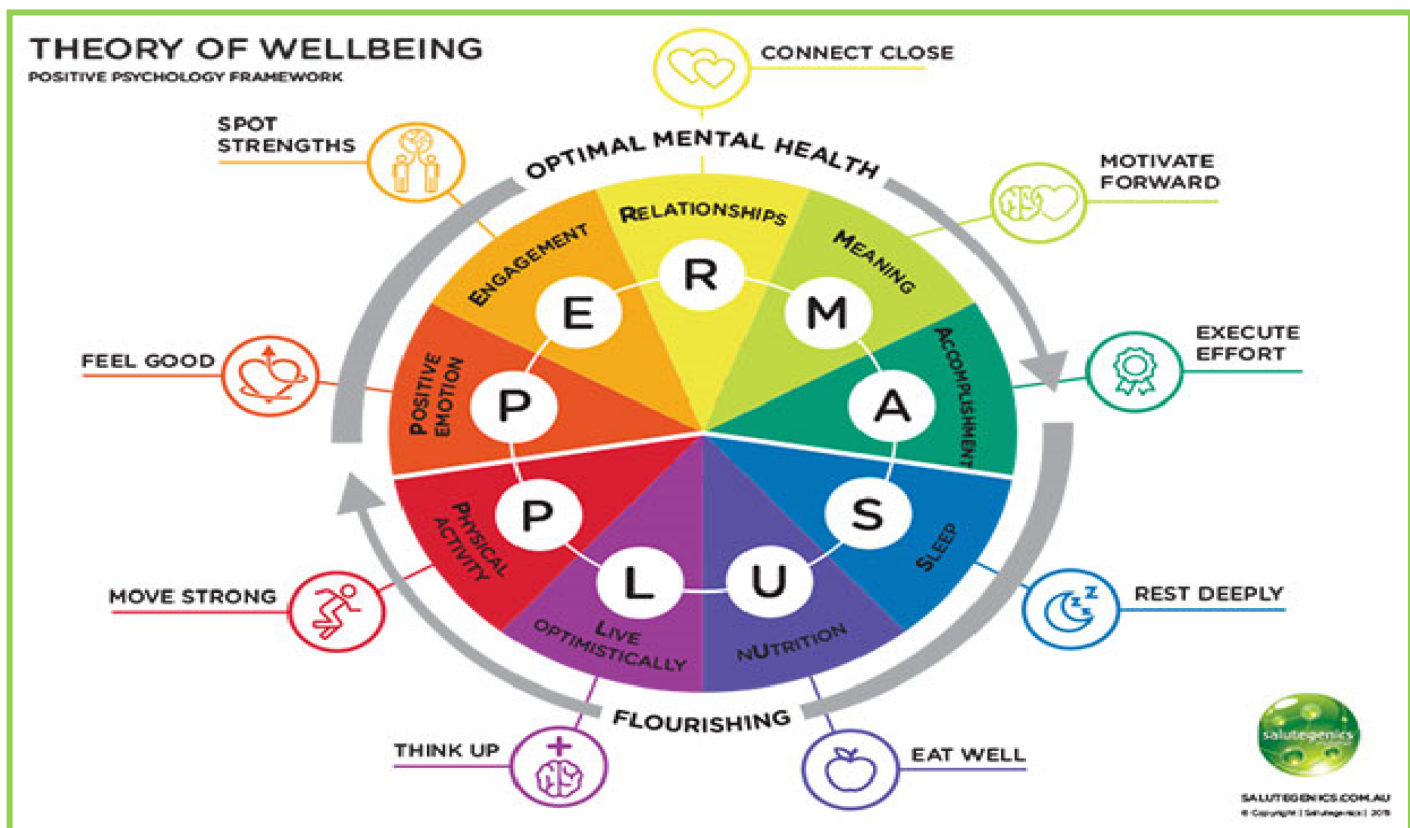 THEORY OF WELLBEING
POSITIVE PSYCHOLOGY FRAMEWORK
CONNECT CLOSE
SPOT
STRENGTHS
OPTIMAL MENTAL HEALTH
MOTIVATE
FORWARD
RELATIONSHIPS
ENGAGEMENT
MEANING
R
E
M
EXECUTE
EFFORT
FEEL GOOD
POSITIVE
EMOTION
P
A
ACCOMPLISHMENT
PHYSICAL
ACTIVITY
P
S
SLEEP
L
U
MOVE STRONG
REST DEEPLY
LIVE
OPTIMISTICALLY
NUTRITION
FLOURISHING
THINK UP
EAT WELL
z z z
salutegenics
SALUTEGENICS.COM.AU
© Copyright | Salutegenics |